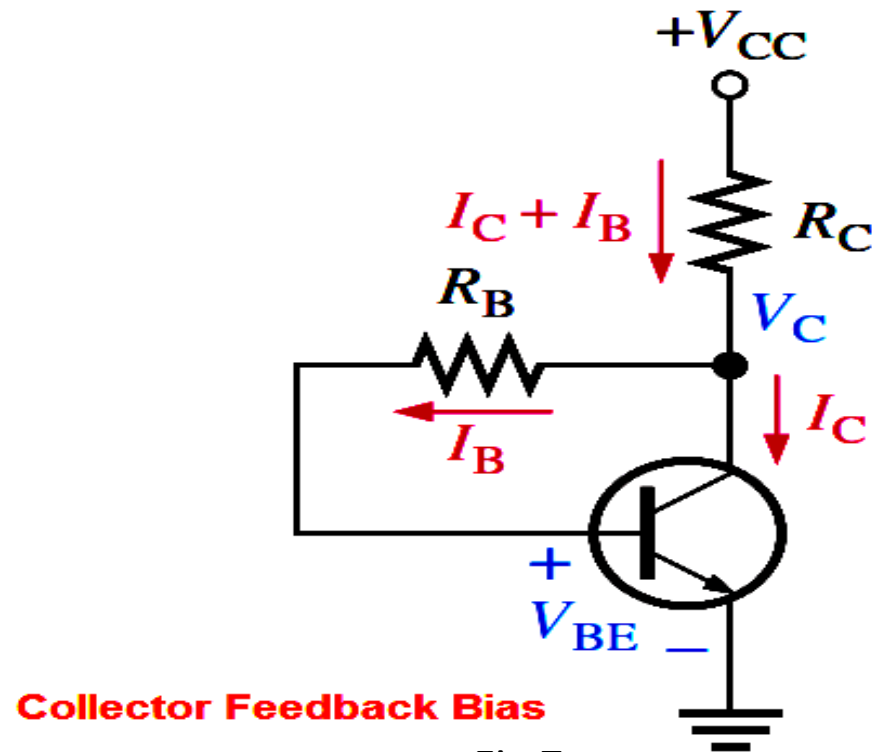 +VCC
IC + IB
RC
RB
VC
IB
IC
+
VBE –
Collector Feedback Bias